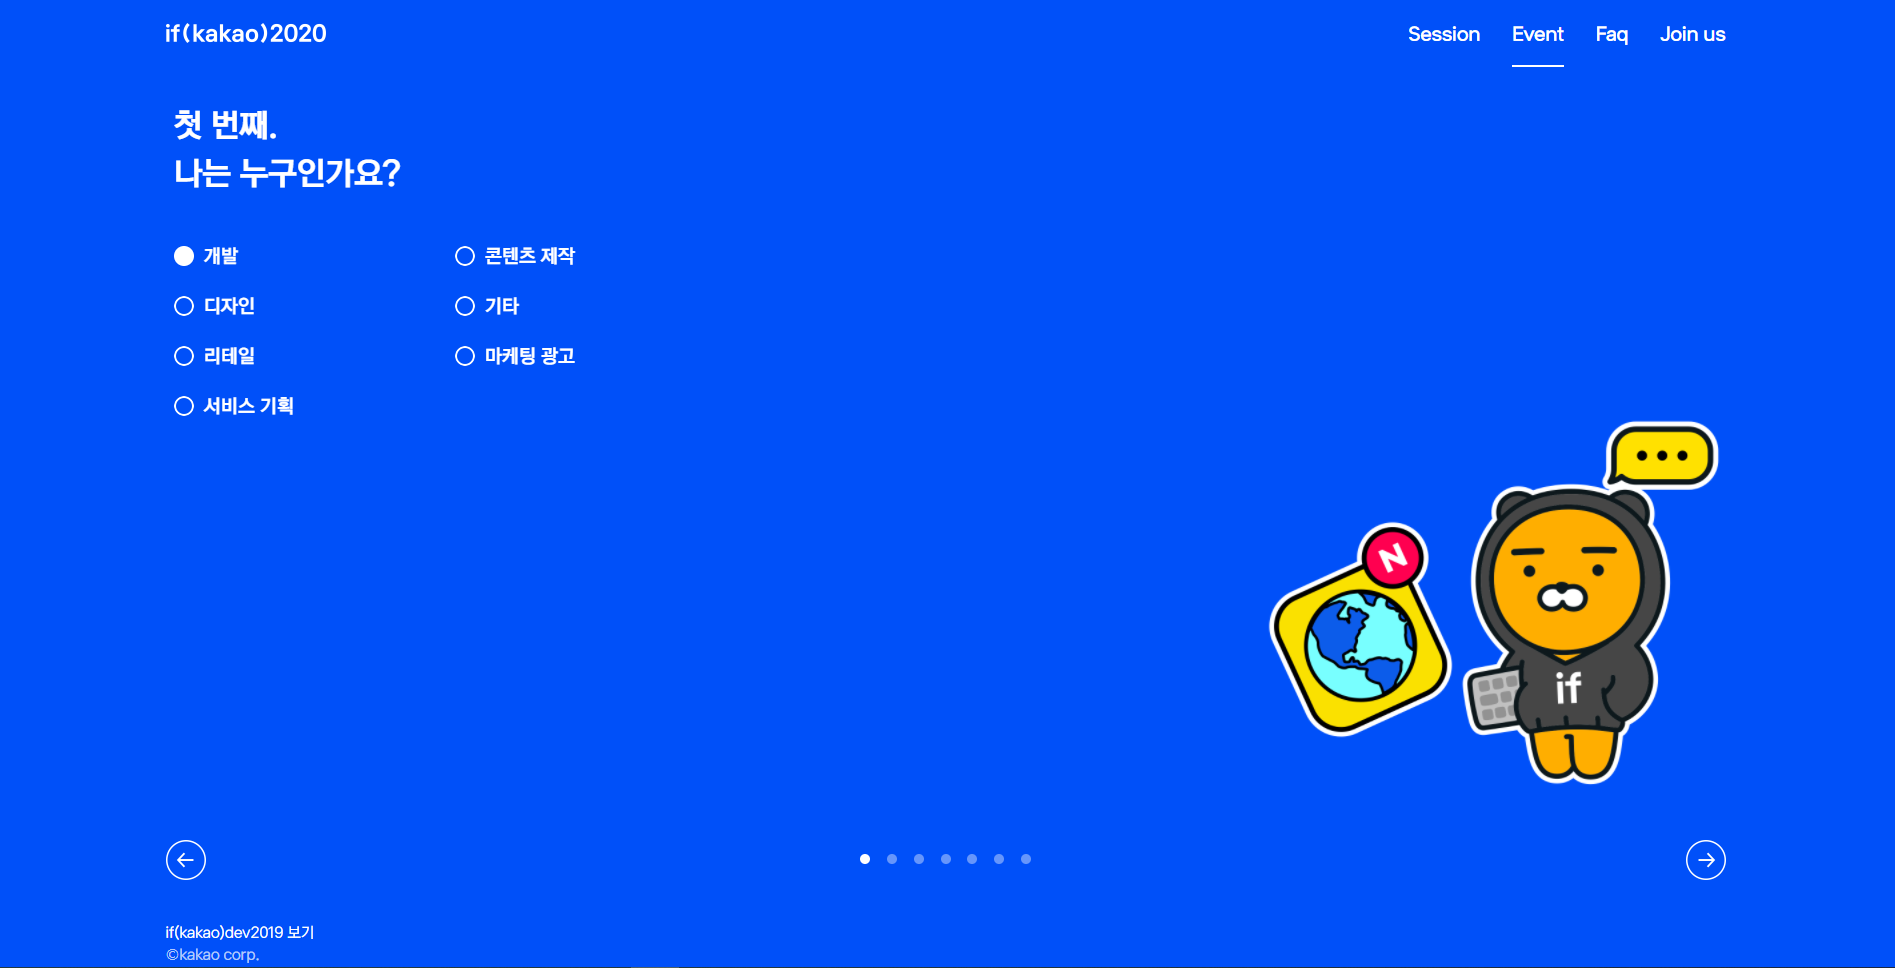 if(kakao)2020
Session Event Faq Join us
첫 번째.
나는 누구인가요?
개발 콘텐츠 제작
디자인 기타
리테일 마케팅 광고
서비스 기획
N
if
if(kakao)dev2019 보기
©kakao corp.